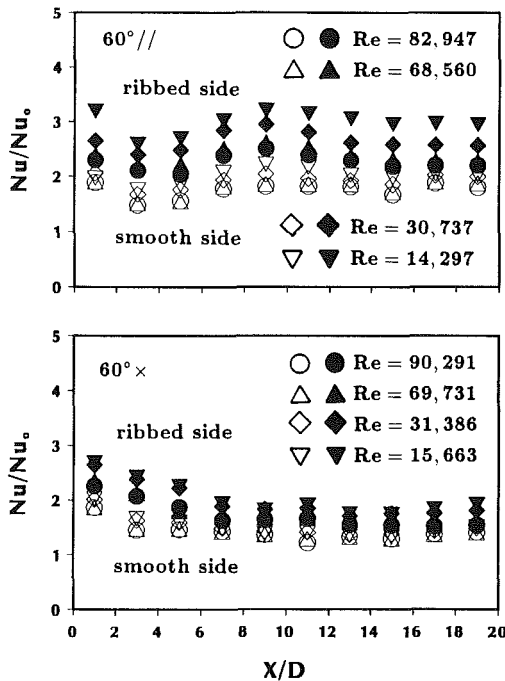 5
60°//
Re = 82,947
Re = 68,560
4
ribbed side
3
Nu/Nuₒ
2
1
smooth side
Re = 30,737
Re = 14,297
0
5
60°×
Re = 90,291
Re = 69,731
4
Re = 31,386
ribbed side
Re = 15,663
3
Nu/Nuₒ
2
1
smooth side
0
0 2 4 6 8 10 12 14 16 18 20
X/D